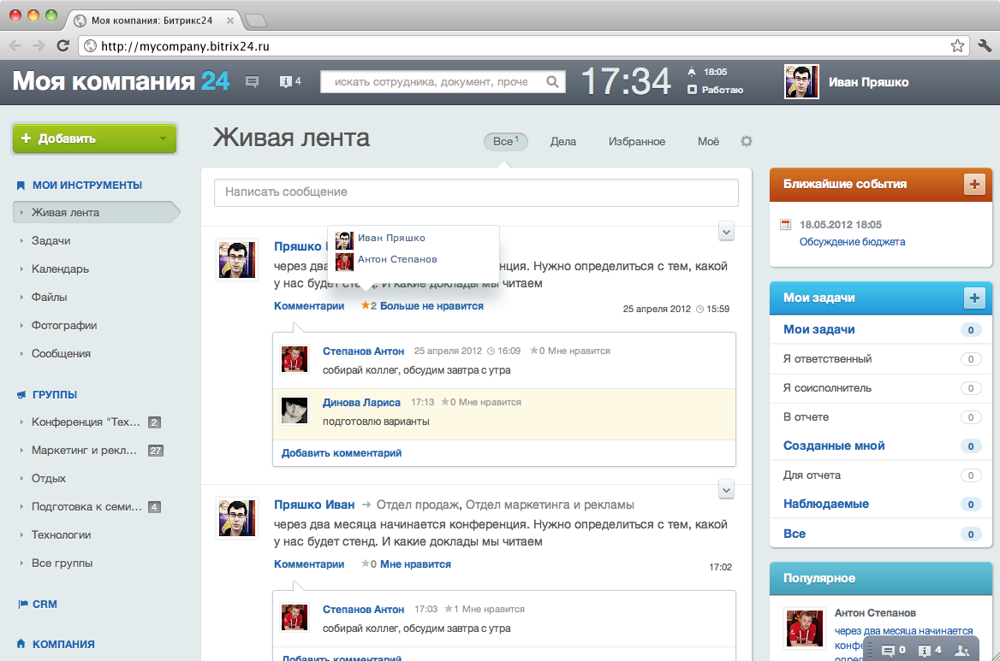 Моя компания: Битрикс24
http://mycompany.bitrix24.ru
Моя компания 24
4
искать сотрудника, документ, проче
17:34
18:05
Работаю
Иван Пряшко
Добавить
МОИ ИНСТРУМЕНТЫ
Живая лента
Задачи
Календарь
Файлы
Фотографии
Сообщения
ГРУППЫ
Конференция "Тех... 2
Маркетинг и рекл... 27
Отдых
Подготовка к семи... 4
Технологии
Все группы
CRM
КОМПАНИЯ
Живая лента
Все 1 Дела Избранное Моё
Написать сообщение
Иван Пряшко
Антон Степанов
Пряшко
через два нция. Нужно определиться с тем, какой
у нас будет стенд. И какие доклады мы читаем
Комментарии 2 Больше не нравится 25 апреля 2012 15:59
Степанов Антон 25 апреля 2012 16:09 0 Мне нравится
собирай коллег, обсудим завтра с утра
Динова Лариса 17:13 0 Мне нравится
подготовлю варианты
Добавить комментарий
Пряшко Иван → Отдел продаж, Отдел маркетинга и рекламы
через два месяца начинается конференция. Нужно определиться с тем, какой
у нас будет стенд. И какие доклады мы читаем
Комментарии 0 Мне нравится 17:02
Степанов Антон 17:03 1 Мне нравится
собирай коллег, обсудим завтра с утра
Добавить комментарий
Ближайшие события
18.05.2012 18:05
Обсуждение бюджета
Мои задачи
Мои задачи 0
Я ответственный 0
Я соисполнитель 0
В отчете 0
Созданные мной 0
Для отчета 0
Наблюдаемые 0
Все 0
Популярное
Антон Степанов
через два месяца начинается
0 4